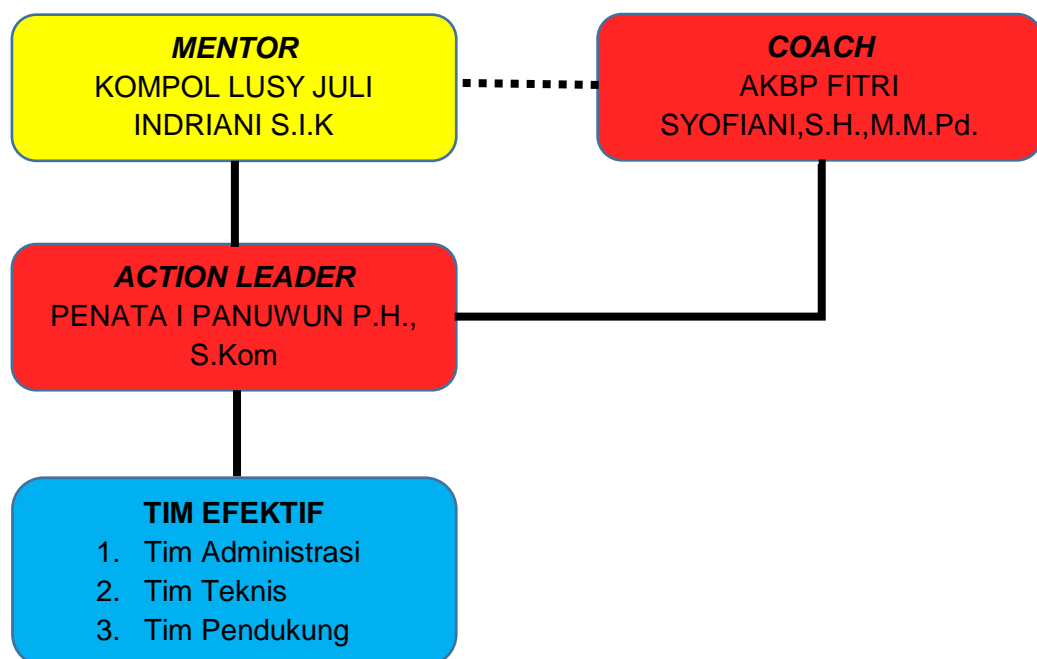 MENTOR
KOMPOL LUSY JULI
INDRIANI S.I.K
COACH
AKBP FITRI
SYOFIANI,S.H.,M.M.Pd.
ACTION LEADER
PENATA I PANUWUN P.H.,
S.Kom
TIM EFEKTIF
1. Tim Administrasi
2. Tim Teknis
3. Tim Pendukung